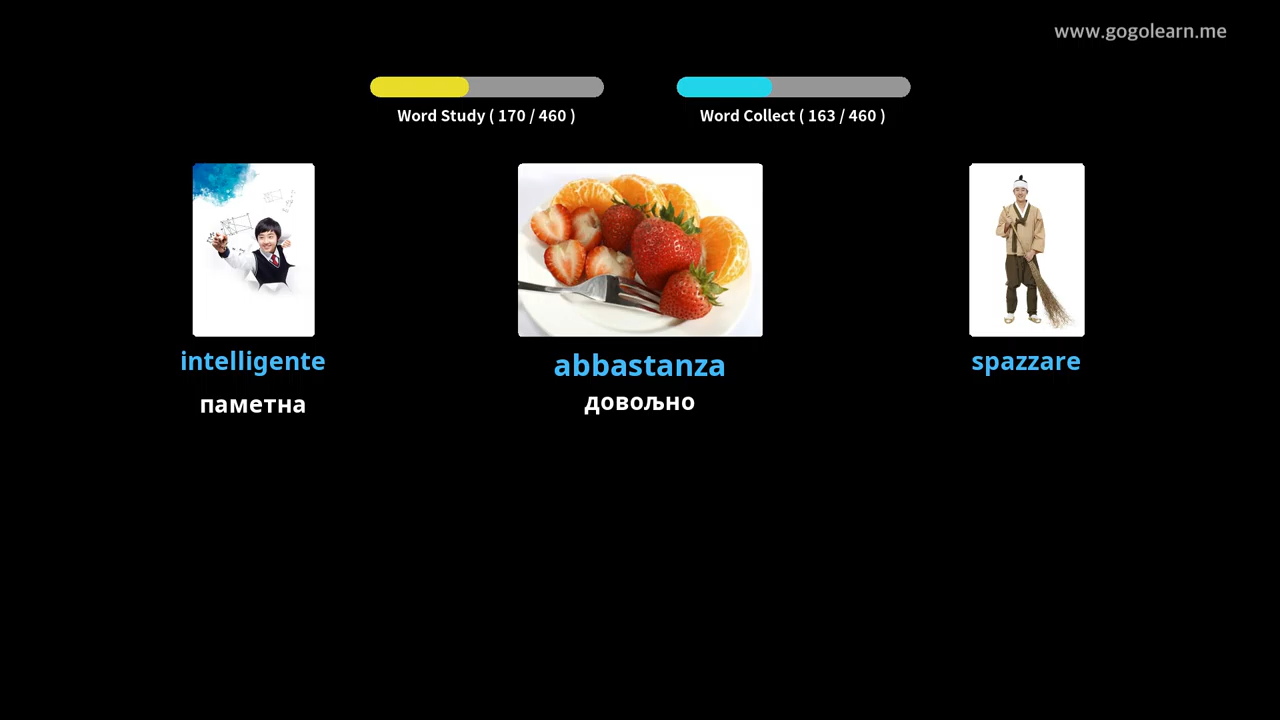 www.gogolearn.me
Word Study ( 170 / 460 )
Word Collect ( 163 / 460 )
intelligente
abbastanza
spazzare
паметна
довољно